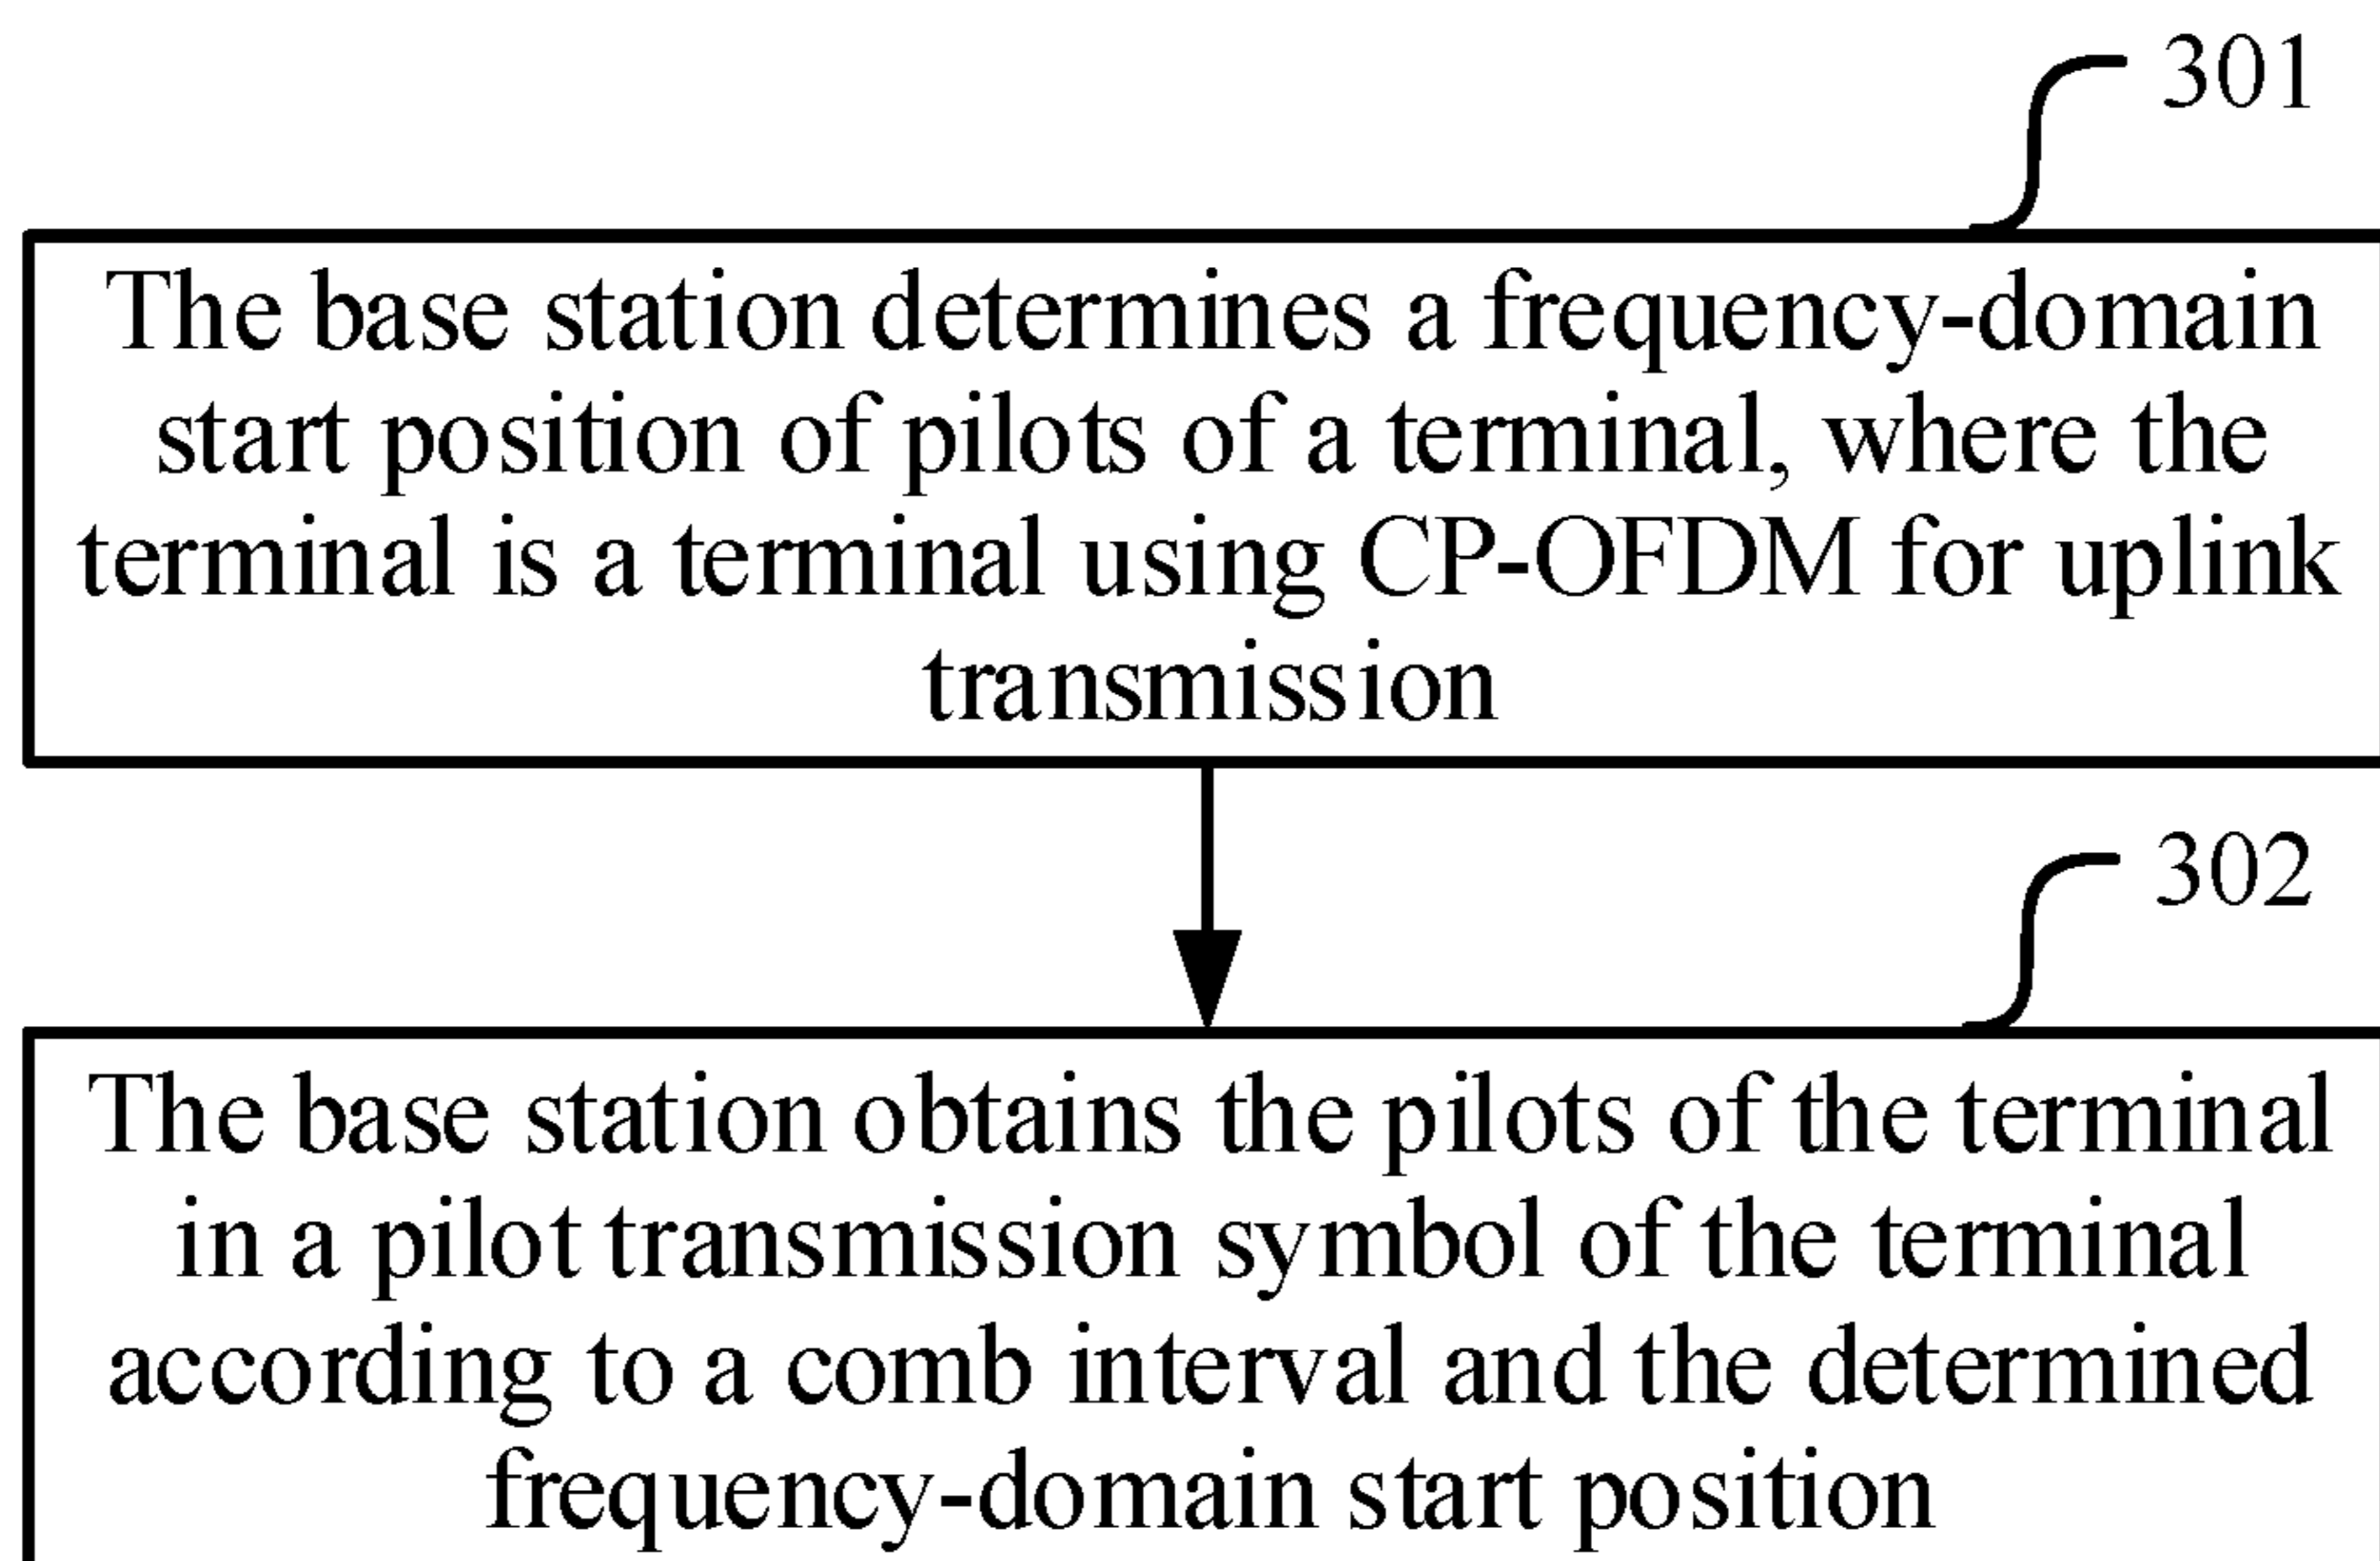 301
The base station determines a frequency-domain
start position of pilots of a terminal, where the
terminal is a terminal using CP-OFDM for uplink
transmission
302
The base station obtains the pilots of the terminal
in a pilot transmission symbol of the terminal
according to a comb interval and the determined
frequency-domain start position